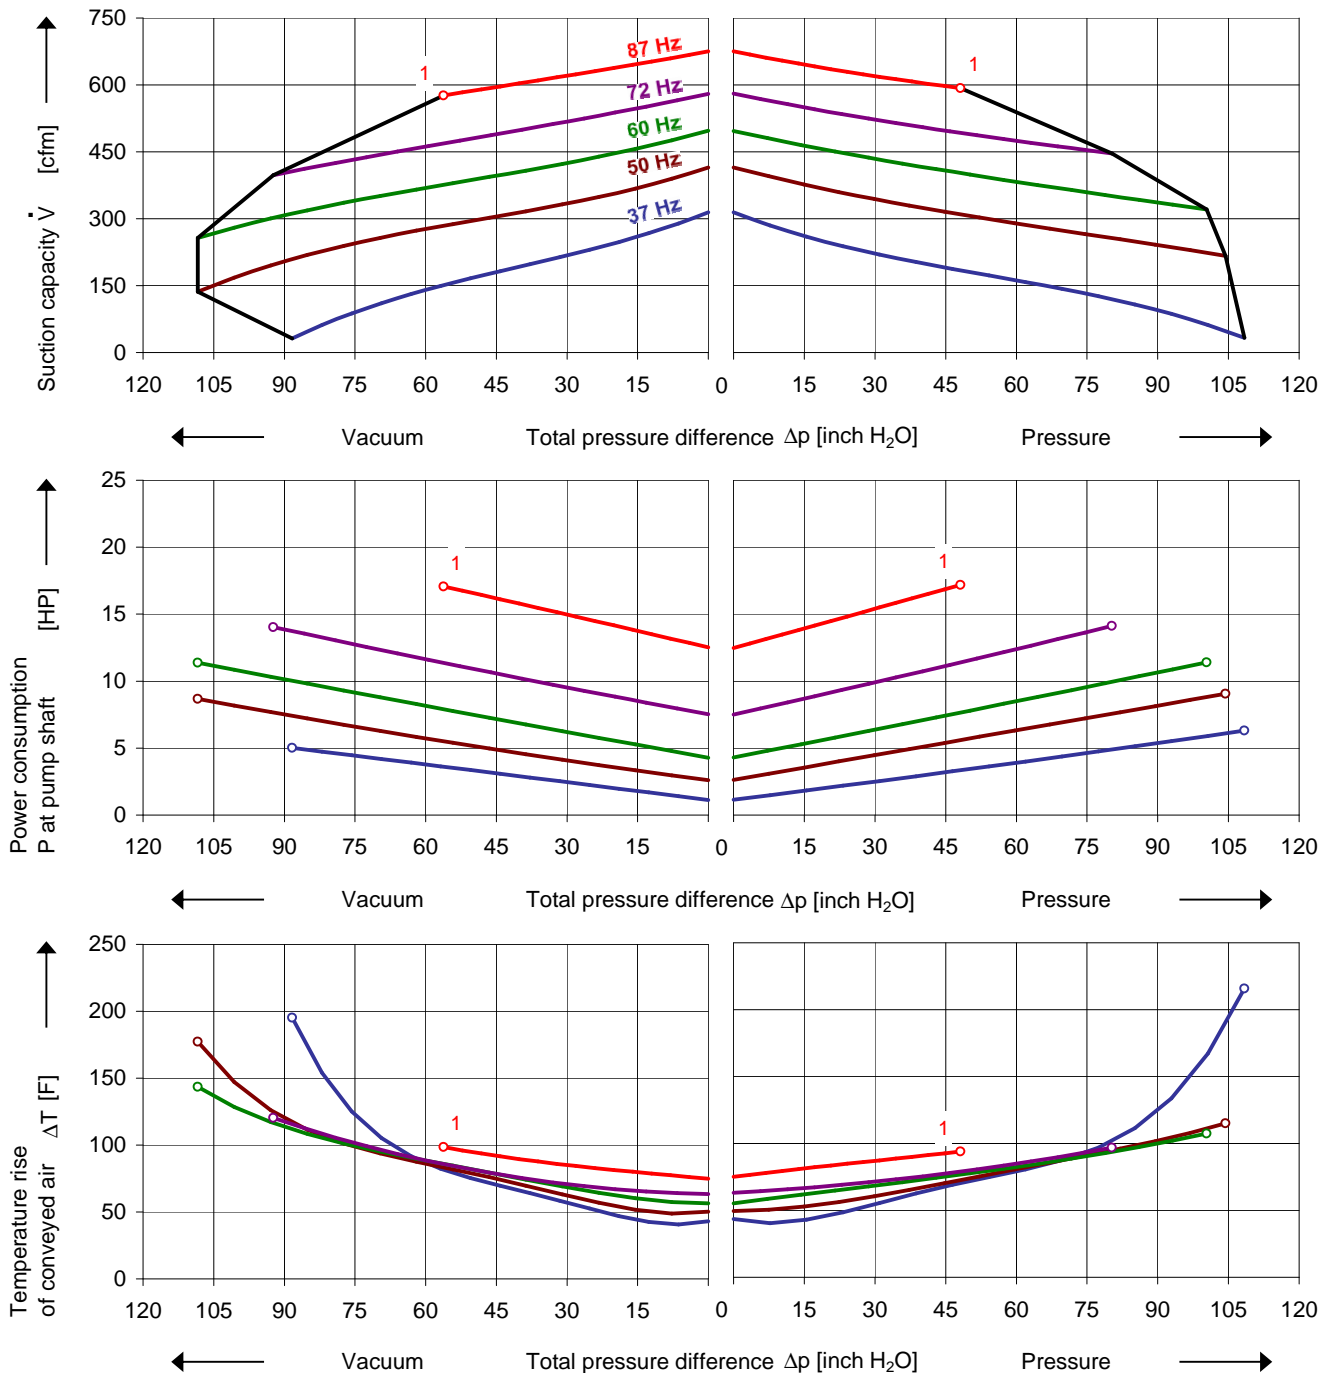 750
600
450
300
150
0
Suction capacity V̇ [cfm]
87 Hz
72 Hz
60 Hz
50 Hz
37 Hz
1
1
120 105 90 75 60 45 30 15 0 15 30 45 60 75 90 105 120
Vacuum Total pressure difference Δp [inch H₂O] Pressure
25
20
15
10
5
0
Power consumption
P at pump shaft [HP]
1
1
120 105 90 75 60 45 30 15 0 15 30 45 60 75 90 105 120
Vacuum Total pressure difference Δp [inch H₂O] Pressure
250
200
150
100
50
0
Temperature rise
of conveyed air ΔT [F]
1
1
120 105 90 75 60 45 30 15 0 15 30 45 60 75 90 105 120
Vacuum Total pressure difference Δp [inch H₂O] Pressure